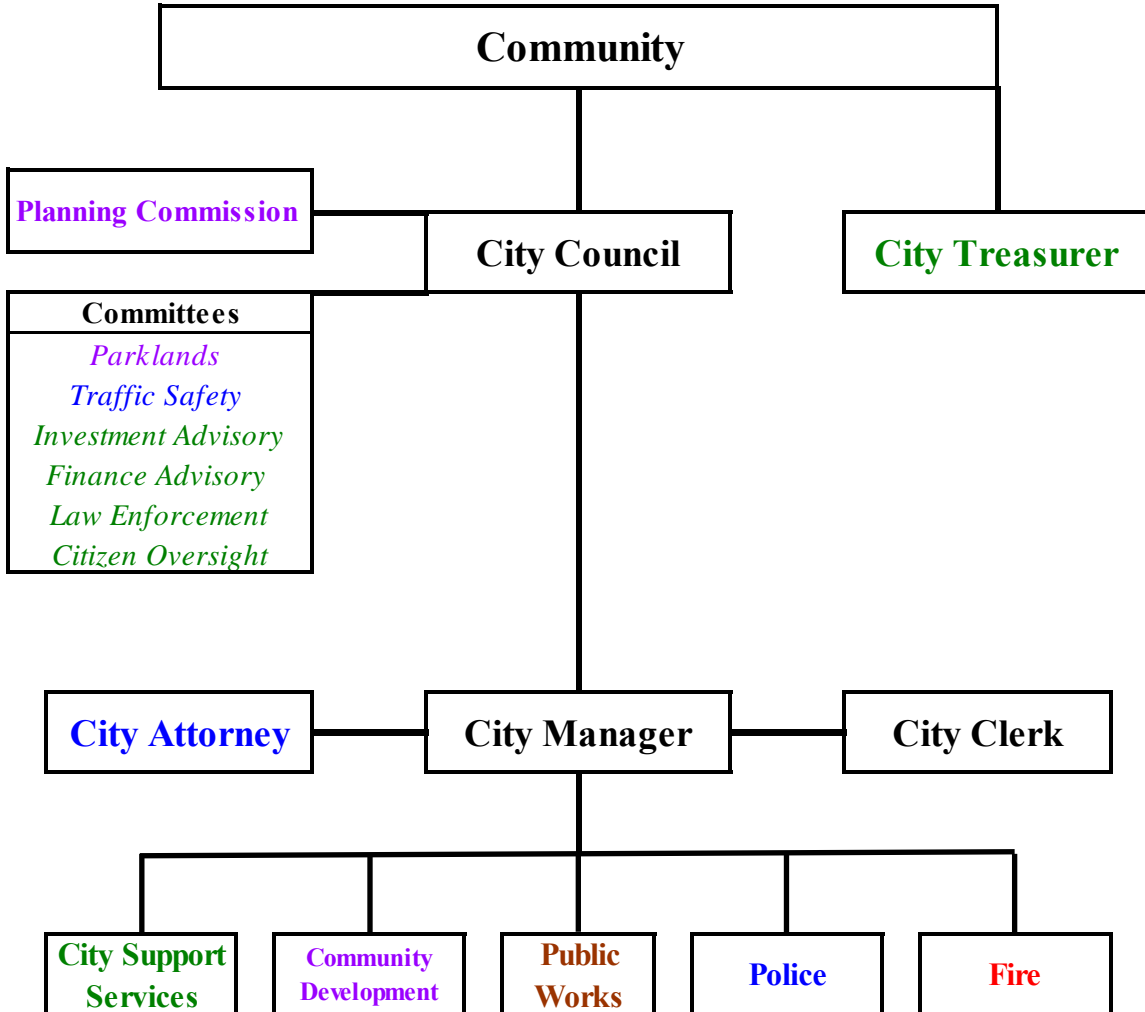 Community
Planning Commission
City Council
City Treasurer
Committees
Parklands
Traffic Safety
Investment Advisory
Finance Advisory
Law Enforcement
Citizen Oversight
City Attorney
City Manager
City Clerk
City Support
Services
Community
Development
Public
Works
Police
Fire